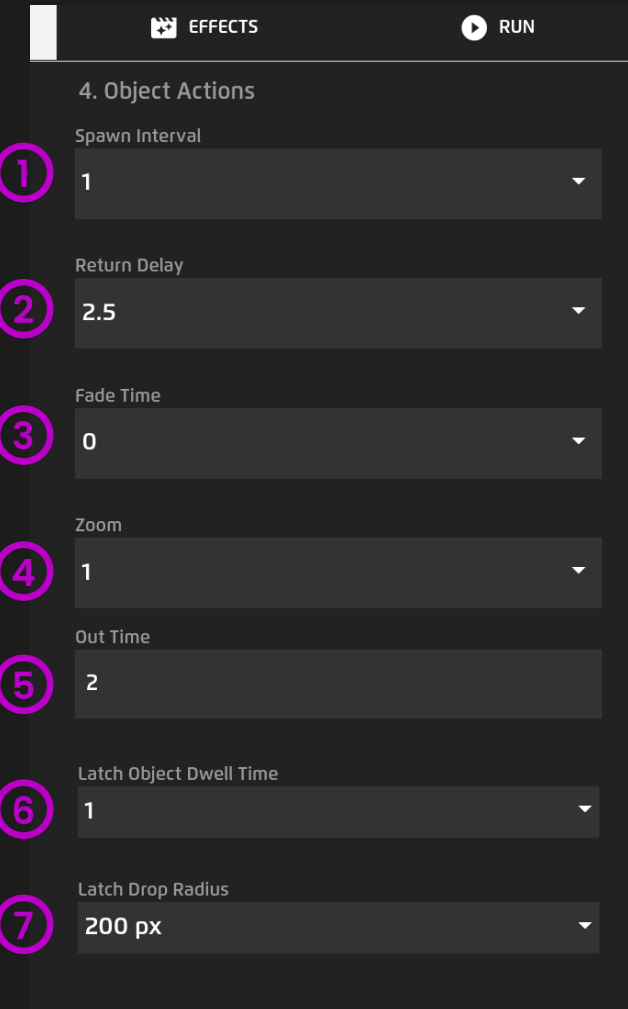 EFFECTS RUN
4. Object Actions
Spawn Interval
1 1
Return Delay
2 2.5
Fade Time
3 0
Zoom
4 1
Out Time
5 2
Latch Object Dwell Time
6 1
Latch Drop Radius
7 200 px